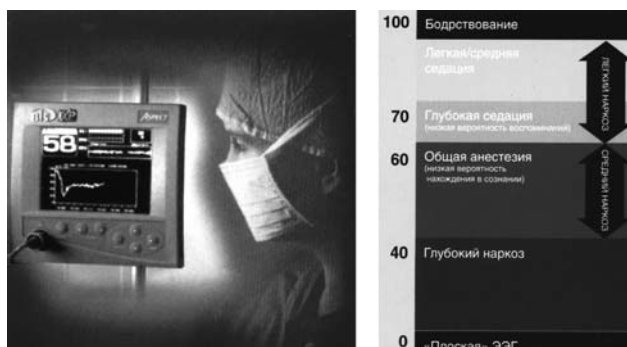 ASPECT
58
100 Бодрствование
Легкая/средняя
седация
70 Глубокая седация
(низкая вероятность воспоминаний)
ЛЕГКИЙ НАРКОЗ
60 Общая анестезия
(низкая вероятность
нахождения в сознании)
СРЕДНИЙ НАРКОЗ
40 Глубокий наркоз
0 «Плоская» ЭЭГ